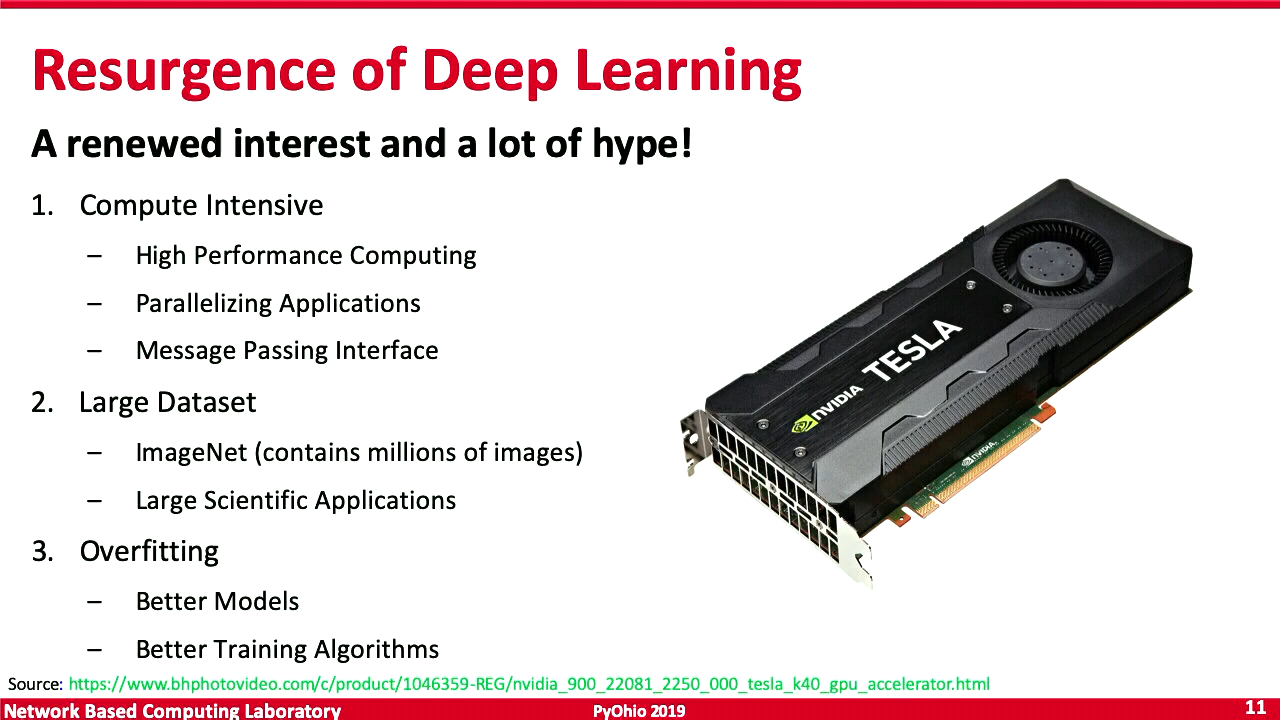 Resurgence of Deep Learning
A renewed interest and a lot of hype!
1. Compute Intensive
– High Performance Computing
– Parallelizing Applications
– Message Passing Interface
2. Large Dataset
– ImageNet (contains millions of images)
– Large Scientific Applications
3. Overfitting
– Better Models
– Better Training Algorithms
NVIDIA TESLA
NVIDIA
Source: https://www.bhphotovideo.com/c/product/1046359-REG/nvidia_900_22081_2250_000_tesla_k40_gpu_accelerator.html
Network Based Computing Laboratory PyOhio 2019 11